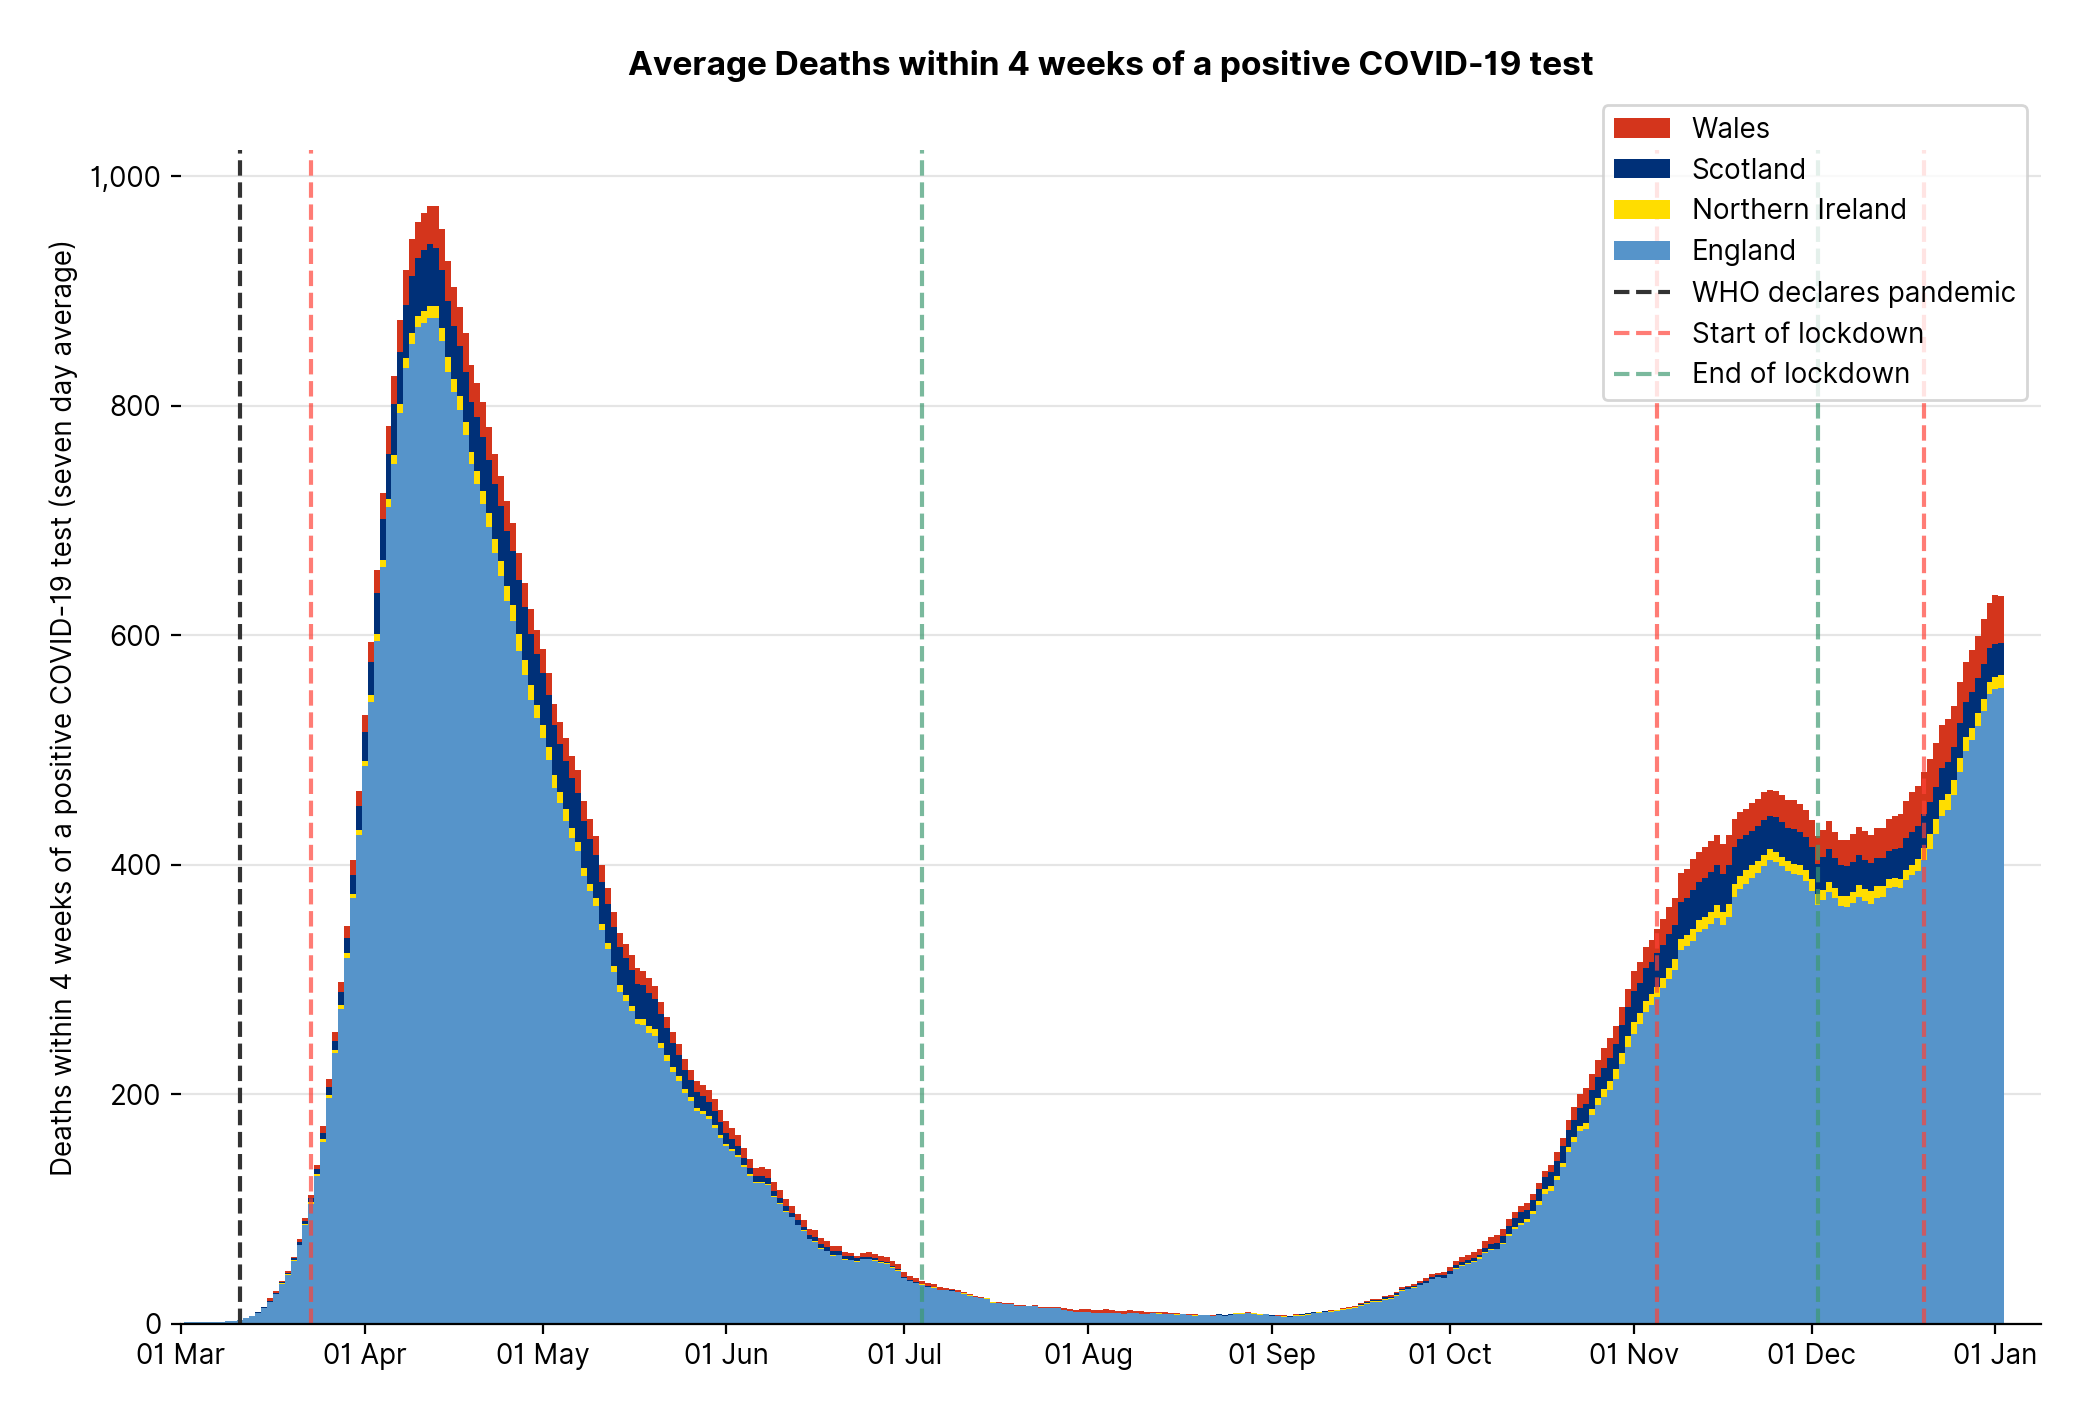 Average Deaths within 4 weeks of a positive COVID-19 test
Wales
Scotland
Northern Ireland
England
WHO declares pandemic
Start of lockdown
End of lockdown
Deaths within 4 weeks of a positive COVID-19 test (seven day average)
1,000
800
600
400
200
0
01 Mar
01 Apr
01 May
01 Jun
01 Jul
01 Aug
01 Sep
01 Oct
01 Nov
01 Dec
01 Jan